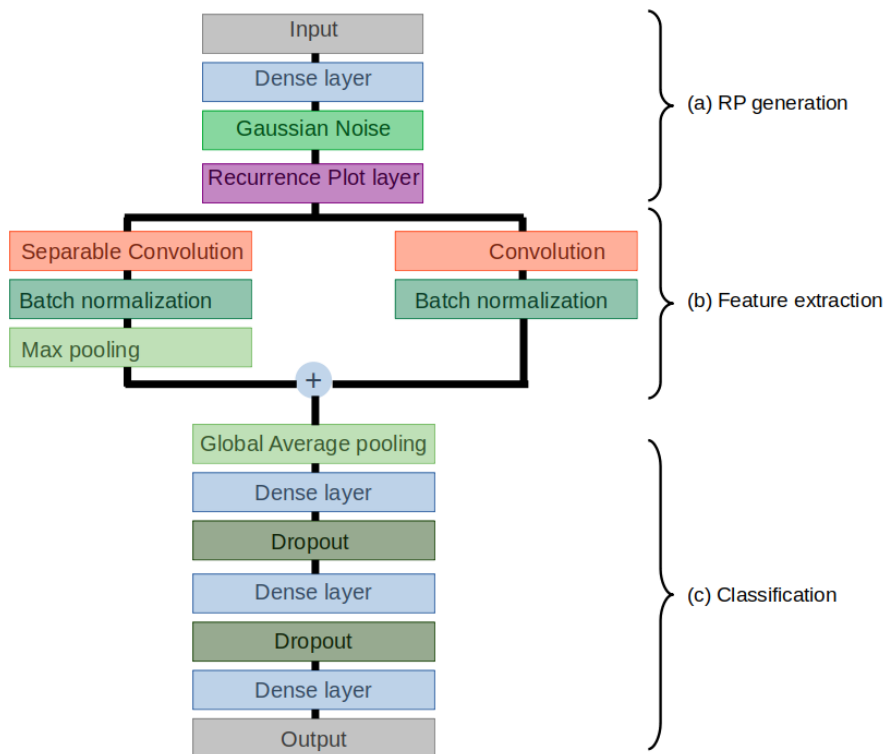 Input
Dense layer
Gaussian Noise
Recurrence Plot layer
(a) RP generation
Separable Convolution
Batch normalization
Max pooling
Convolution
Batch normalization
+
(b) Feature extraction
Global Average pooling
Dense layer
Dropout
Dense layer
Dropout
Dense layer
Output
(c) Classification